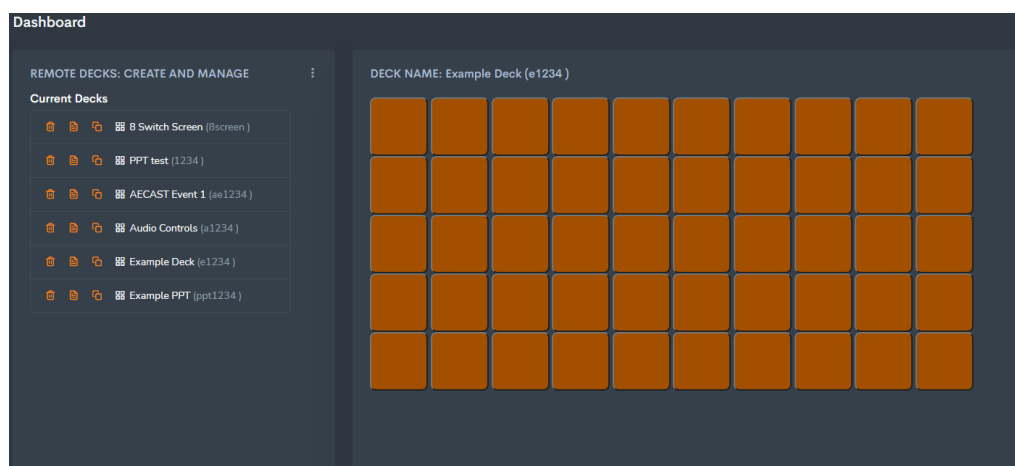 Dashboard
REMOTE DECKS: CREATE AND MANAGE
Current Decks
8 Switch Screen (8screen )
PPT test (1234 )
AECAST Event 1 (ae1234 )
Audio Controls (a1234 )
Example Deck (e1234 )
Example PPT (ppt1234 )
DECK NAME: Example Deck (e1234 )